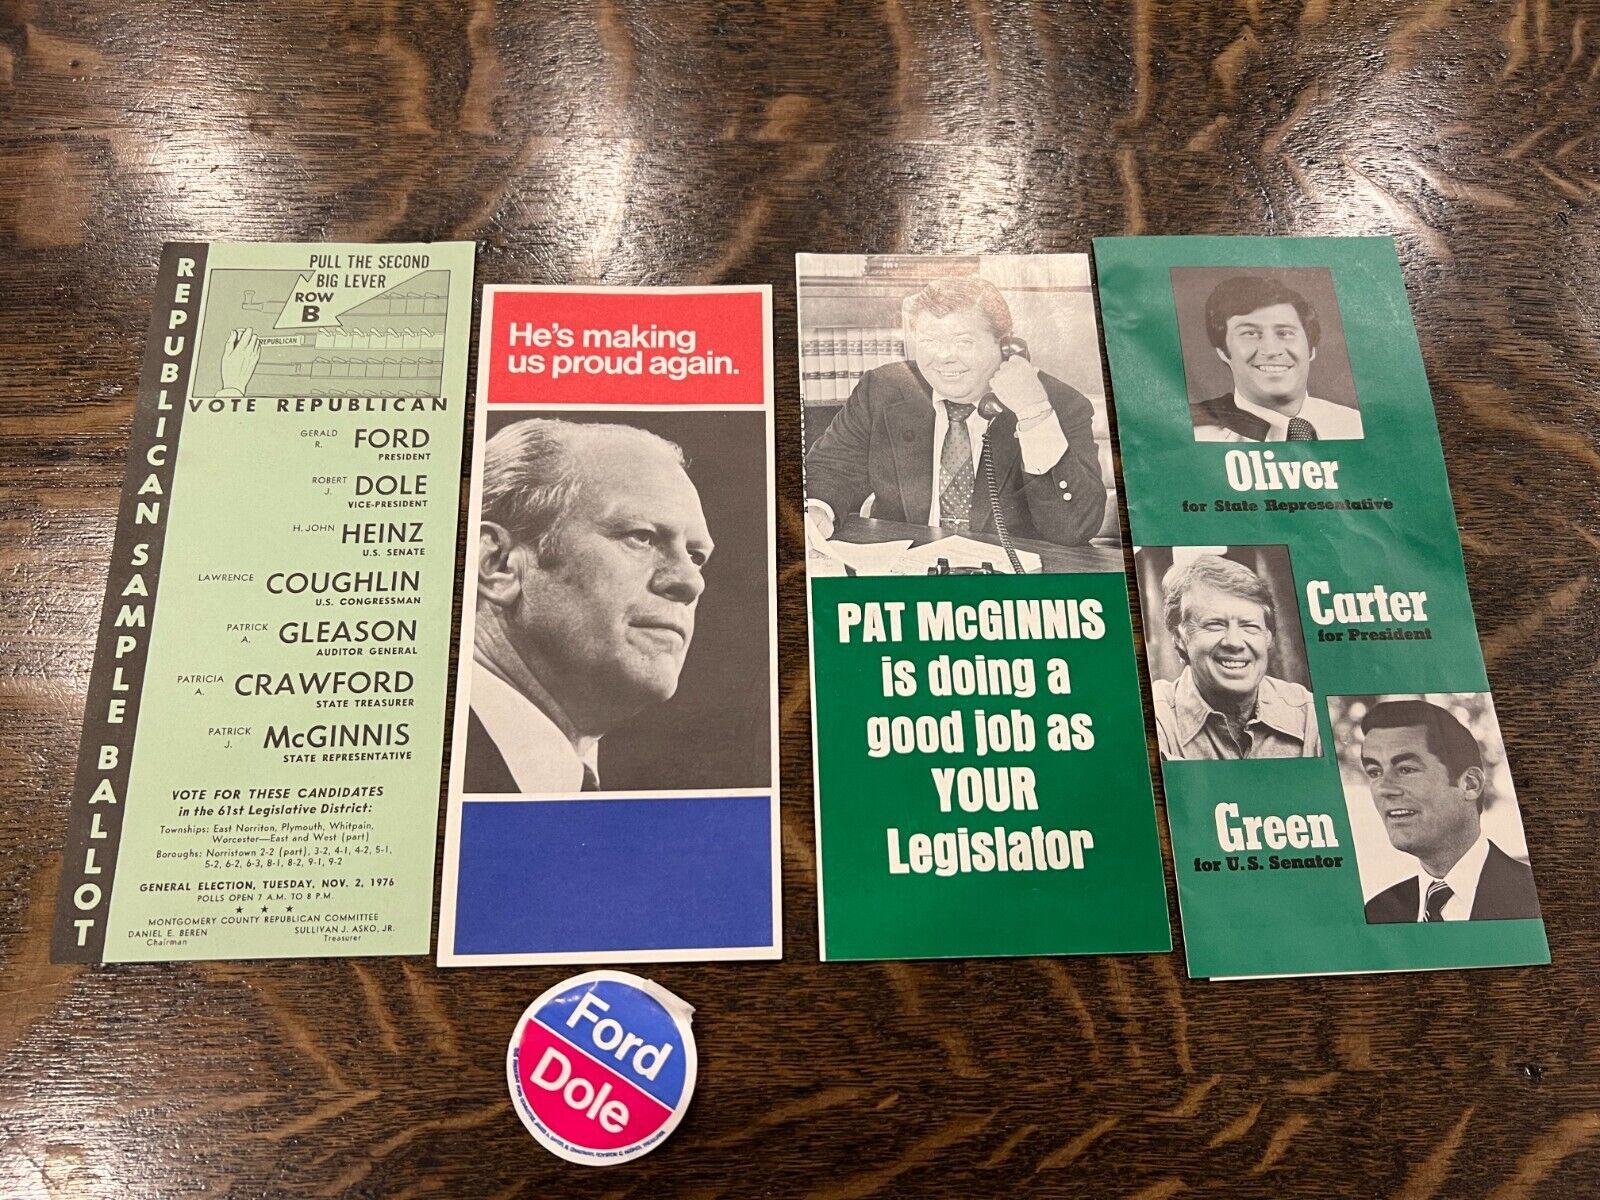 REPUBLICAN SAMPLE BALLOT
PULL THE SECOND
BIG LEVER
ROW
B
REPUBLICAN
VOTE REPUBLICAN
GERALD
R.
FORD
PRESIDENT
ROBERT
J.
DOLE
VICE-PRESIDENT
H. JOHN
HEINZ
U.S. SENATE
LAWRENCE
COUGHLIN
U.S. CONGRESSMAN
PATRICK
A.
GLEASON
AUDITOR GENERAL
PATRICIA
A.
CRAWFORD
STATE TREASURER
PATRICK
J.
McGINNIS
STATE REPRESENTATIVE
VOTE FOR THESE CANDIDATES
in the 61st Legislative District:
Townships: East Norriton, Plymouth, Whitpain,
Worcester—East and West (part)
Boroughs: Norristown 2-2 (part), 3-2, 4-1, 4-2, 5-1,
5-2, 6-2, 6-3, 8-1, 8-2, 9-1, 9-2
GENERAL ELECTION, TUESDAY, NOV. 2, 1976
POLLS OPEN 7 A.M. TO 8 P.M.
MONTGOMERY COUNTY REPUBLICAN COMMITTEE
DANIEL E. BEREN
Chairman
SULLIVAN J. ASKO, JR.
Treasurer
He's making
us proud again.
PAT McGINNIS
is doing a
good job as
YOUR
Legislator
Oliver
for State Representative
Carter
for President
Green
for U.S. Senator
Ford
Dole